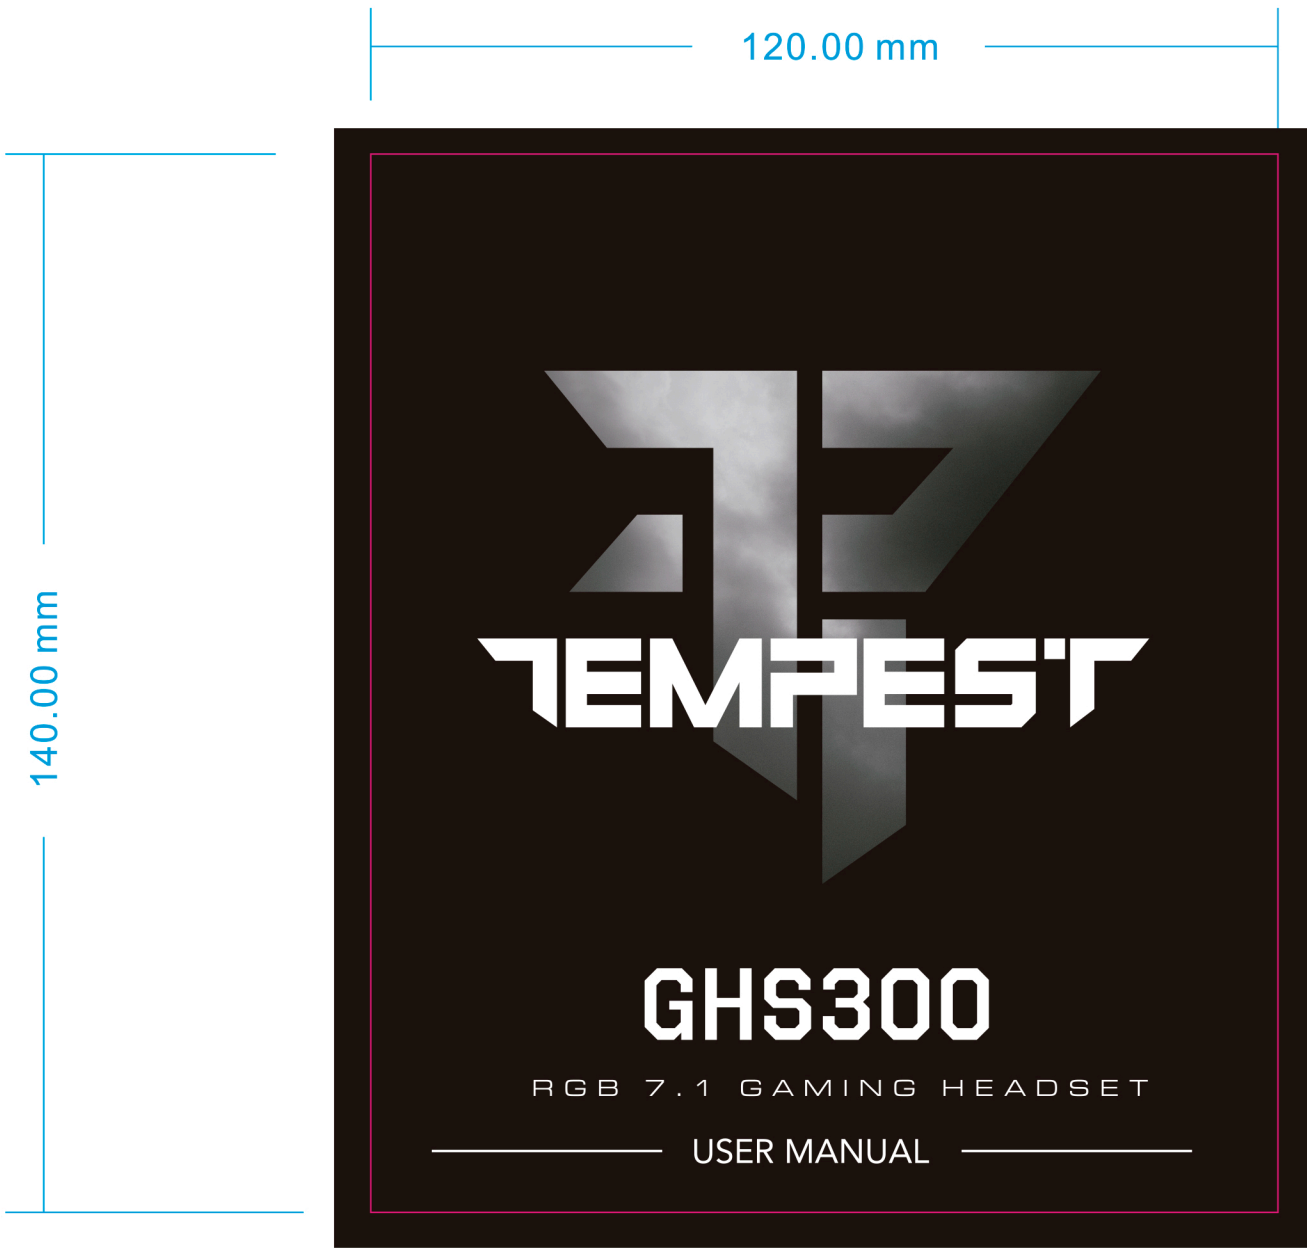 120.00 mm
140.00 mm
TEMPEST
GHS300
RGB 7.1 GAMING HEADSET
USER MANUAL